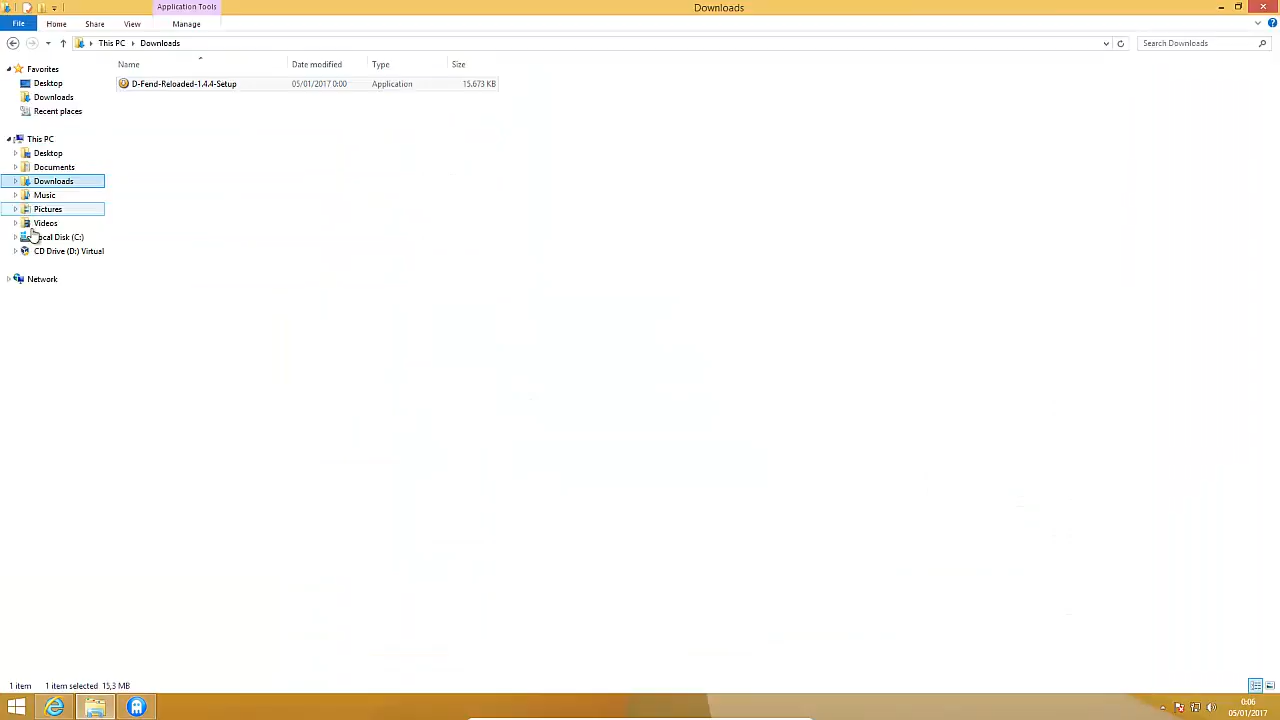 Application Tools
Downloads
File Home Share View Manage
This PC Downloads
Search Downloads
Name Date modified Type Size
D-Fend-Reloaded-1.4.4-Setup 05/01/2017 0:00 Application 15.673 KB
Favorites
Desktop
Downloads
Recent places
This PC
Desktop
Documents
Downloads
Music
Pictures
Videos
ocal Disk (C:)
CD Drive (D:) Virtual
Network
1 item 1 item selected 15,3 MB
0:06
05/01/2017